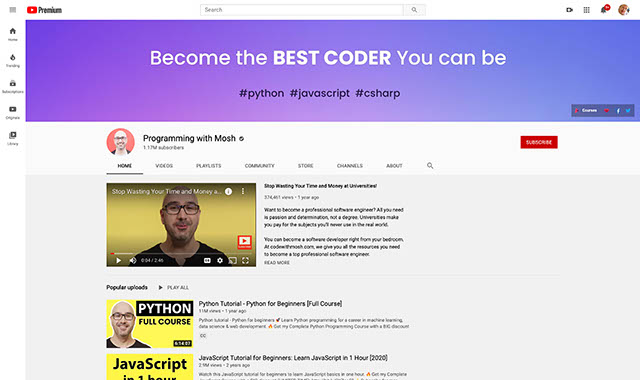 Premium
Search
Home
Trending
Subscriptions
Originals
Library
Become the BEST CODER You can be
#python #javascript #csharp
Courses
Programming with Mosh
1.17M subscribers
SUBSCRIBE
HOME VIDEOS PLAYLISTS COMMUNITY STORE CHANNELS ABOUT
Stop Wasting Your Time and Money a...
0:04 / 2:46
Stop Wasting Your Time and Money at Universities!
374,461 views • 1 year ago
Want to become a professional software engineer? All you need
is passion and determination, not a degree. Universities make
you pay for the subjects you'll never use in the real world.
You can become a software developer right from your bedroom.
At codewithmosh.com, we give you all the resources you need
to become a top professional software engineer.
READ MORE
Popular uploads PLAY ALL
PYTHON
FULL COURSE
6:14:07
Python Tutorial - Python for Beginners [Full Course]
11M views • 1 year ago
Python tutorial - Python for beginners 🚀 Learn Python programming for a career in machine learning,
data science & web development. 🔥 Get my Complete Python Programming Course with a BIG discount
CC
JavaScript
in 1 hour
JavaScript Tutorial for Beginners: Learn JavaScript in 1 Hour [2020]
2.9M views • 2 years ago
Watch this JavaScript tutorial for beginners to learn JavaScript basics in one hour. 🔥Get my Complete